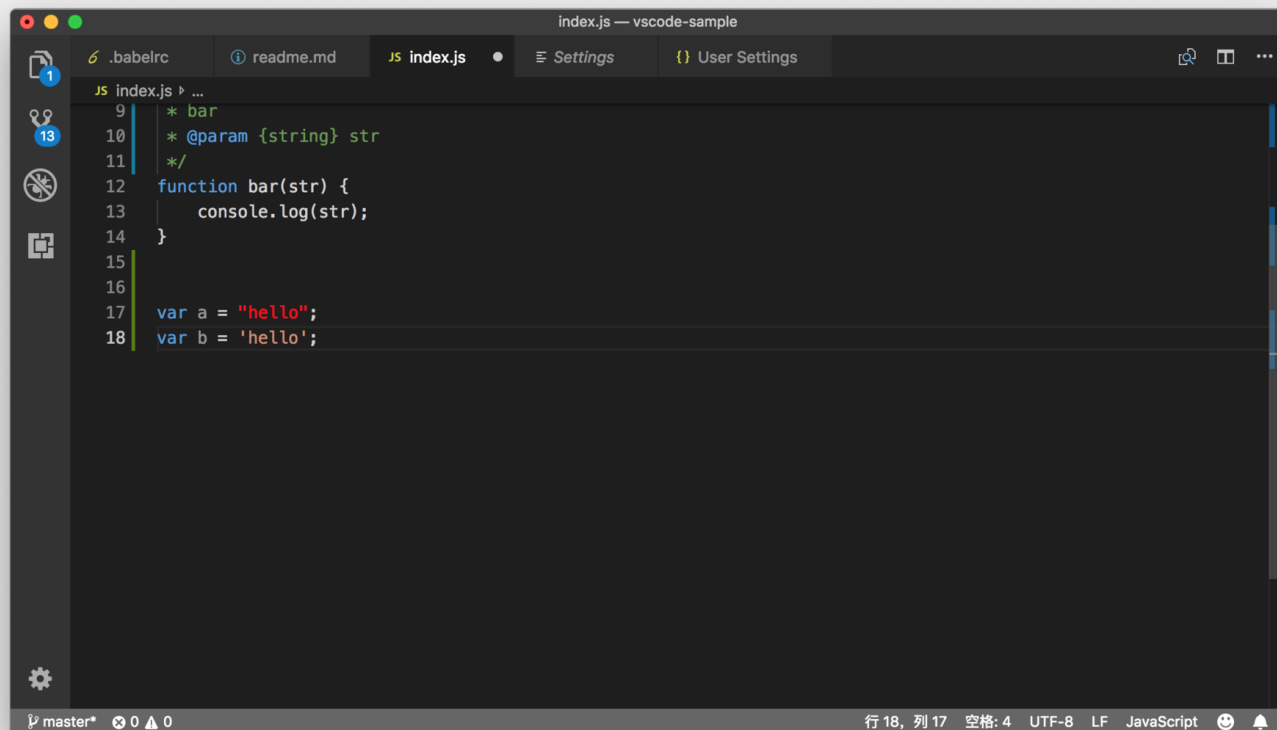 index.js — vscode-sample
.babelrc readme.md JS index.js Settings {} User Settings
1
JS index.js ...
13
9 * bar
10 * @param {string} str
11 */
12 function bar(str) {
13 console.log(str);
14 }
15
16
17 var a = "hello";
18 var b = 'hello';
master* 0 0 行 18，列 17 空格: 4 UTF-8 LF JavaScript